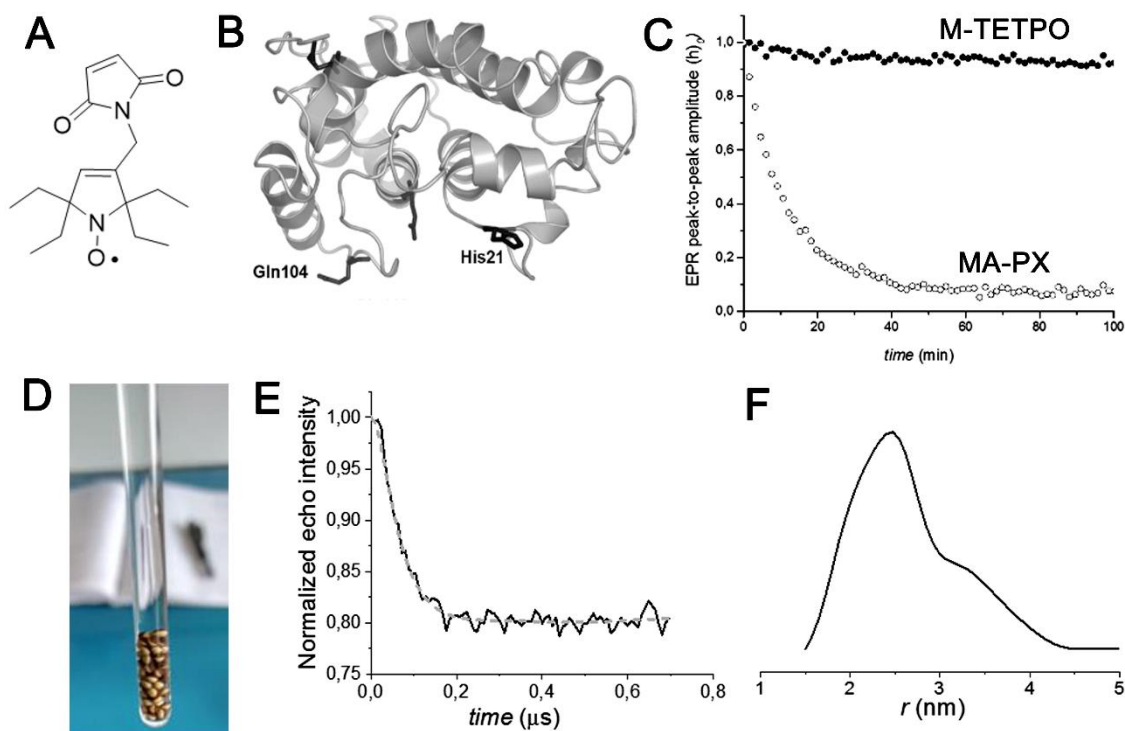 A
O
N
O
N
O •
B
Gln104
His21
C
M-TETPO
MA-PX
EPR peak-to-peak amplitude (h)
1,0
0,8
0,6
0,4
0,2
0,0
0
20
40
60
80
100
time (min)
D
E
Normalized echo intensity
1,00
0,95
0,90
0,85
0,80
0,75
0,0
0,2
0,4
0,6
0,8
time (μs)
F
1
2
3
4
5
r (nm)